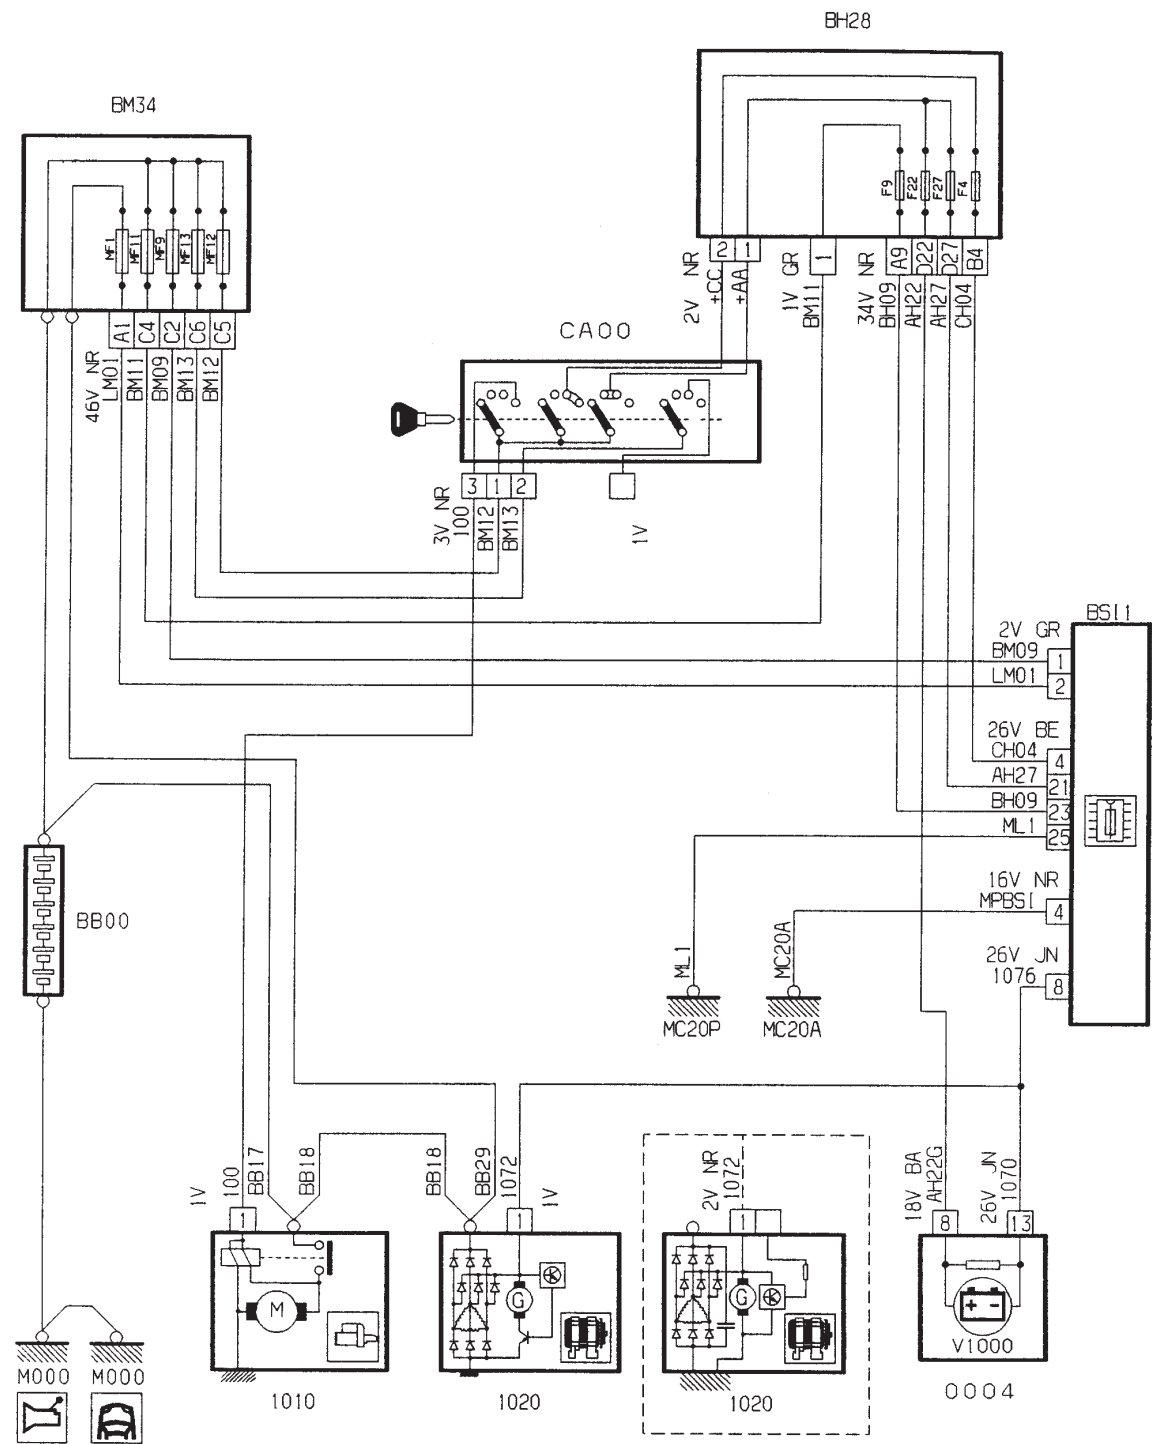 BH28
BM34
F9
F22
F27
F4
MF1
MF11
MF9
MF13
MF12
2
1
1
A9
D22
D27
B4
2V NR
+CC
+AA
1V GR
BM11
34V NR
BH09
AH22
AH27
CH04
A1
C4
C2
C6
C5
46V NR
LM01
BM11
BM09
BM13
BM12
CA00
3
1
2
3V NR
100
BM12
BM13
1V
BSI1
2V GR
BM09
1
LM01
2
26V BE
CH04
4
AH27
21
BH09
23
ML1
25
16V NR
MPBSI
4
26V JN
1076
8
BB00
ML1
MC20A
MC20P
MC20A
1V
100
BB17
BB18
BB18
BB29
1072
1V
2V NR
1072
18V BA
AH22G
26V JN
1070
1
1
1
8
13
M
G
G
+ -
V1000
M000
M000
1010
1020
1020
0004